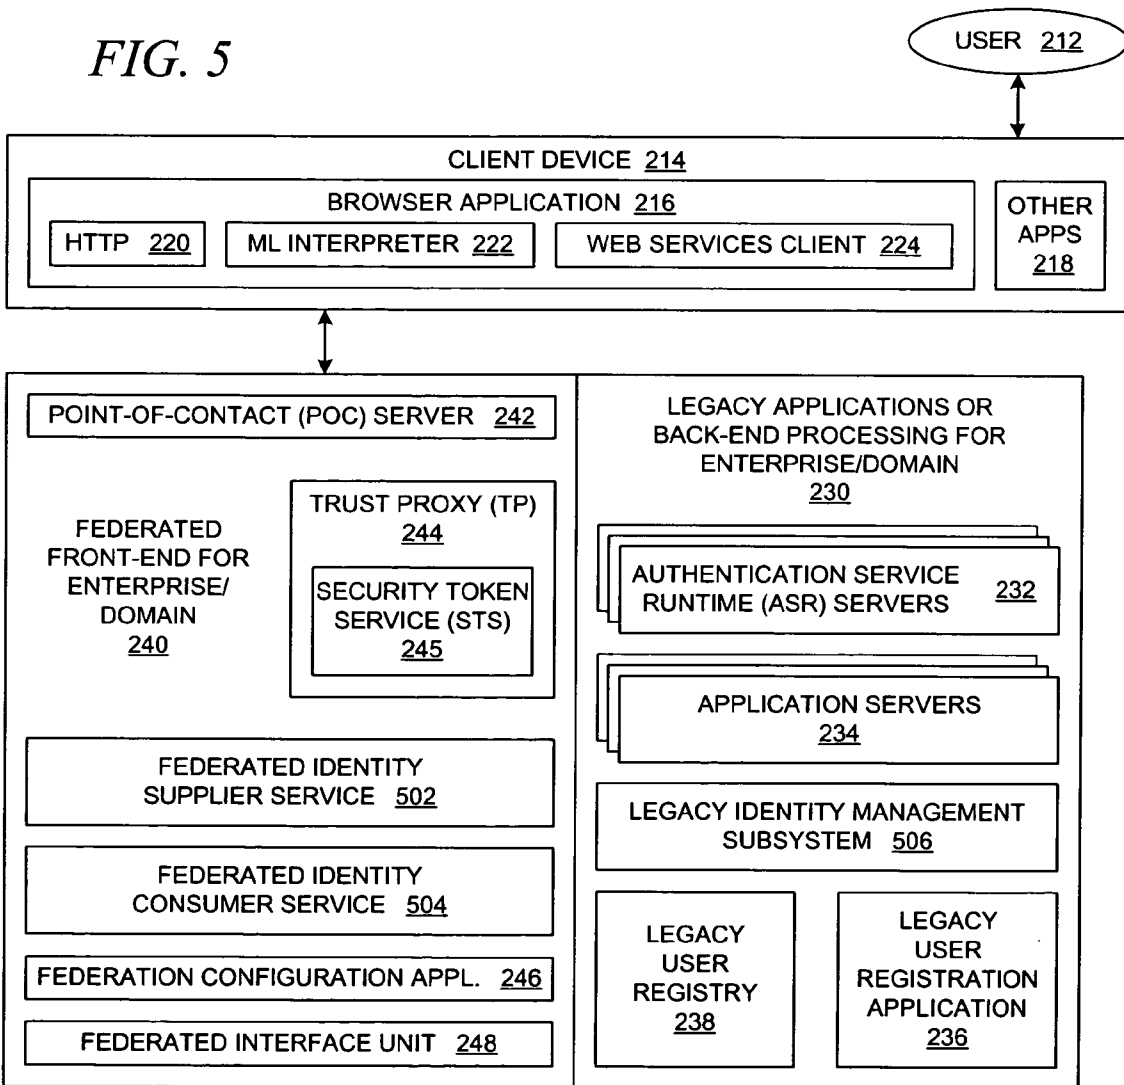 FIG. 5
USER 212
CLIENT DEVICE 214
BROWSER APPLICATION 216
HTTP 220
ML INTERPRETER 222
WEB SERVICES CLIENT 224
OTHER
APPS
218
POINT-OF-CONTACT (POC) SERVER 242
FEDERATED
FRONT-END FOR
ENTERPRISE/
DOMAIN
240
TRUST PROXY (TP)
244
SECURITY TOKEN
SERVICE (STS)
245
FEDERATED IDENTITY
SUPPLIER SERVICE 502
FEDERATED IDENTITY
CONSUMER SERVICE 504
FEDERATION CONFIGURATION APPL. 246
FEDERATED INTERFACE UNIT 248
LEGACY APPLICATIONS OR
BACK-END PROCESSING FOR
ENTERPRISE/DOMAIN
230
AUTHENTICATION SERVICE
RUNTIME (ASR) SERVERS 232
APPLICATION SERVERS
234
LEGACY IDENTITY MANAGEMENT
SUBSYSTEM 506
LEGACY
USER
REGISTRY
238
LEGACY
USER
REGISTRATION
APPLICATION
236